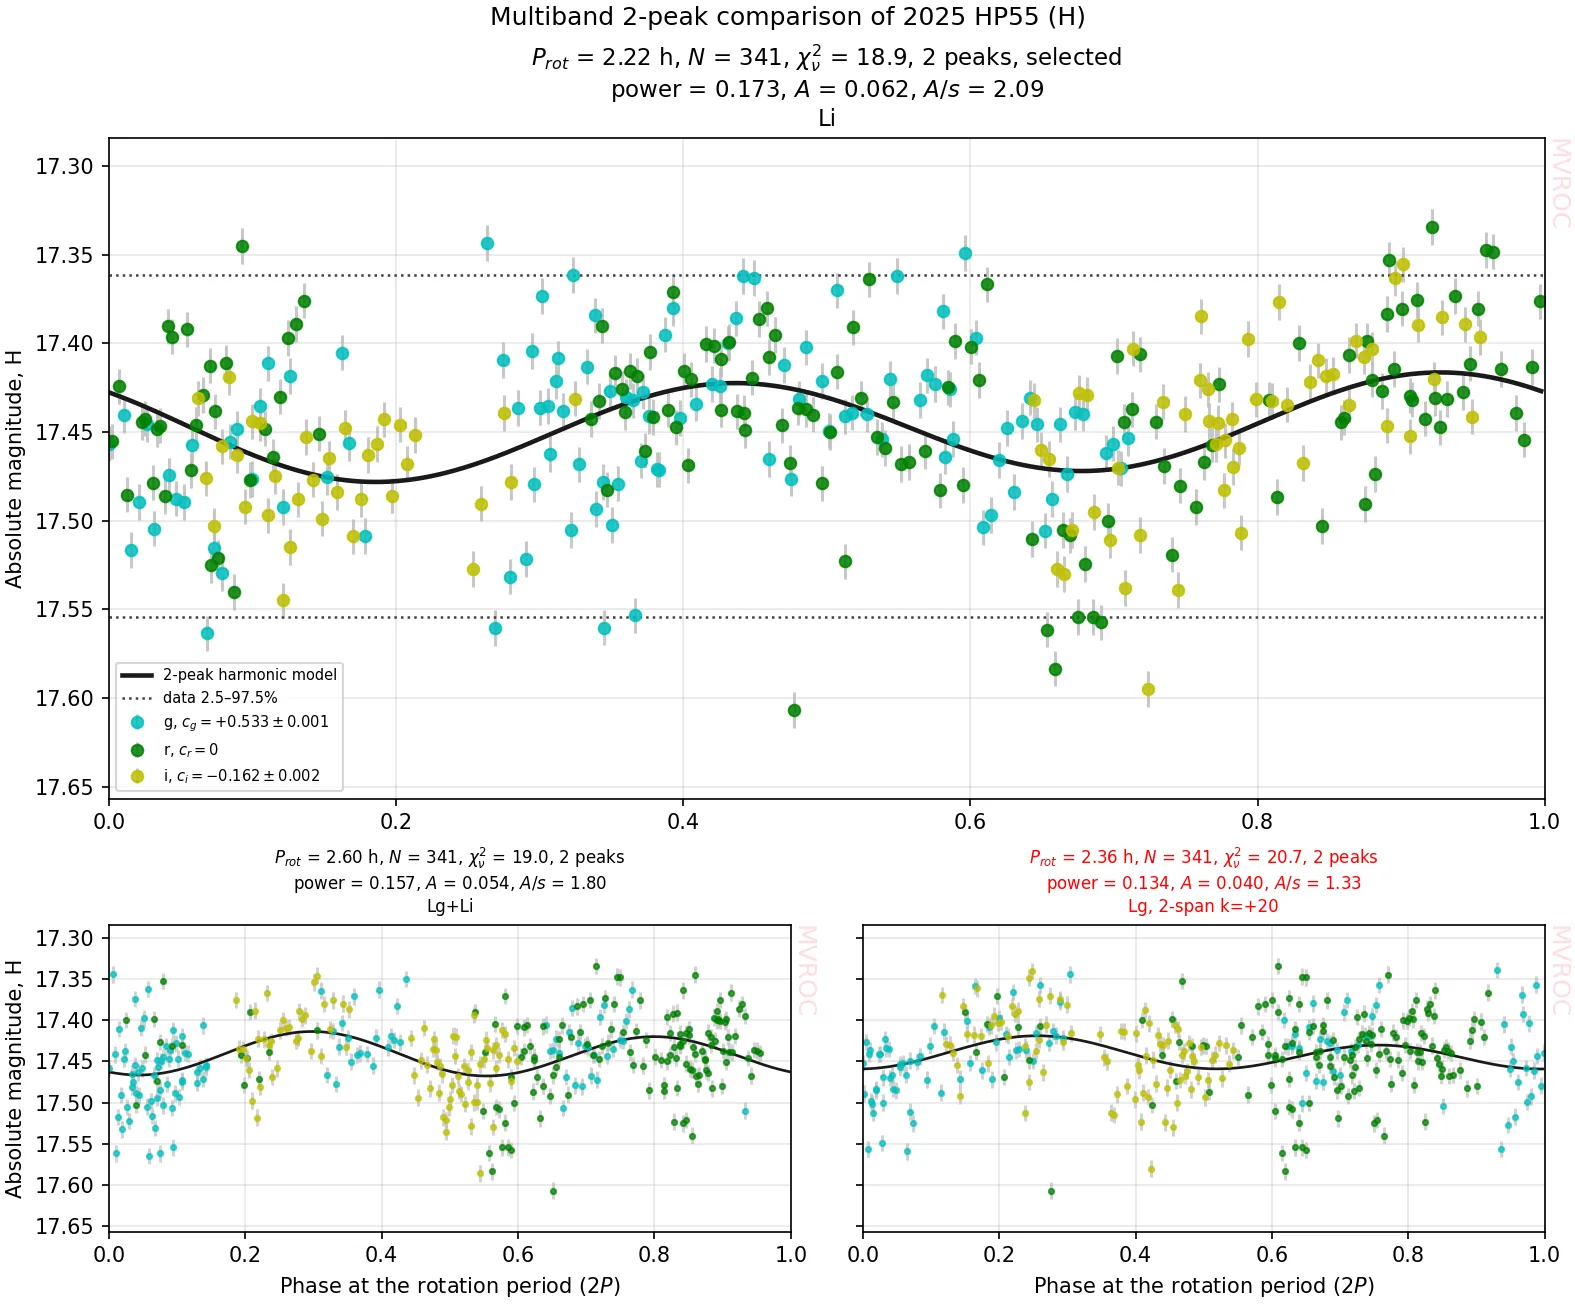 Multiband 2-peak comparison of 2025 HP55 (H)
P_rot = 2.22 h, N = 341, χ²_ν = 18.9, 2 peaks, selected
power = 0.173, A = 0.062, A/s = 2.09
Li
17.30
17.35
17.40
17.45
17.50
17.55
17.60
17.65
Absolute magnitude, H
MVROC
2-peak harmonic model
data 2.5–97.5%
g, c_g = +0.533 ± 0.001
r, c_r = 0
i, c_i = −0.162 ± 0.002
0.0 0.2 0.4 0.6 0.8 1.0
P_rot = 2.60 h, N = 341, χ²_ν = 19.0, 2 peaks
power = 0.157, A = 0.054, A/s = 1.80
Lg+Li
17.30
17.35
17.40
17.45
17.50
17.55
17.60
17.65
Absolute magnitude, H
MVROC
0.0 0.2 0.4 0.6 0.8 1.0
Phase at the rotation period (2P)
P_rot = 2.36 h, N = 341, χ²_ν = 20.7, 2 peaks
power = 0.134, A = 0.040, A/s = 1.33
Lg, 2-span k=+20
MVROC
0.0 0.2 0.4 0.6 0.8 1.0
Phase at the rotation period (2P)